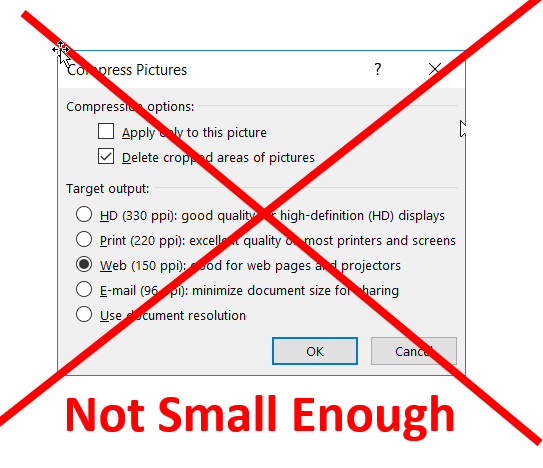 Compress Pictures ?
Compression options:
Apply only to this picture
Delete cropped areas of pictures
Target output:
HD (330 ppi): good quality for high-definition (HD) displays
Print (220 ppi): excellent quality on most printers and screens
Web (150 ppi): good for web pages and projectors
E-mail (96 ppi): minimize document size for sharing
Use document resolution
OK Cancel
Not Small Enough